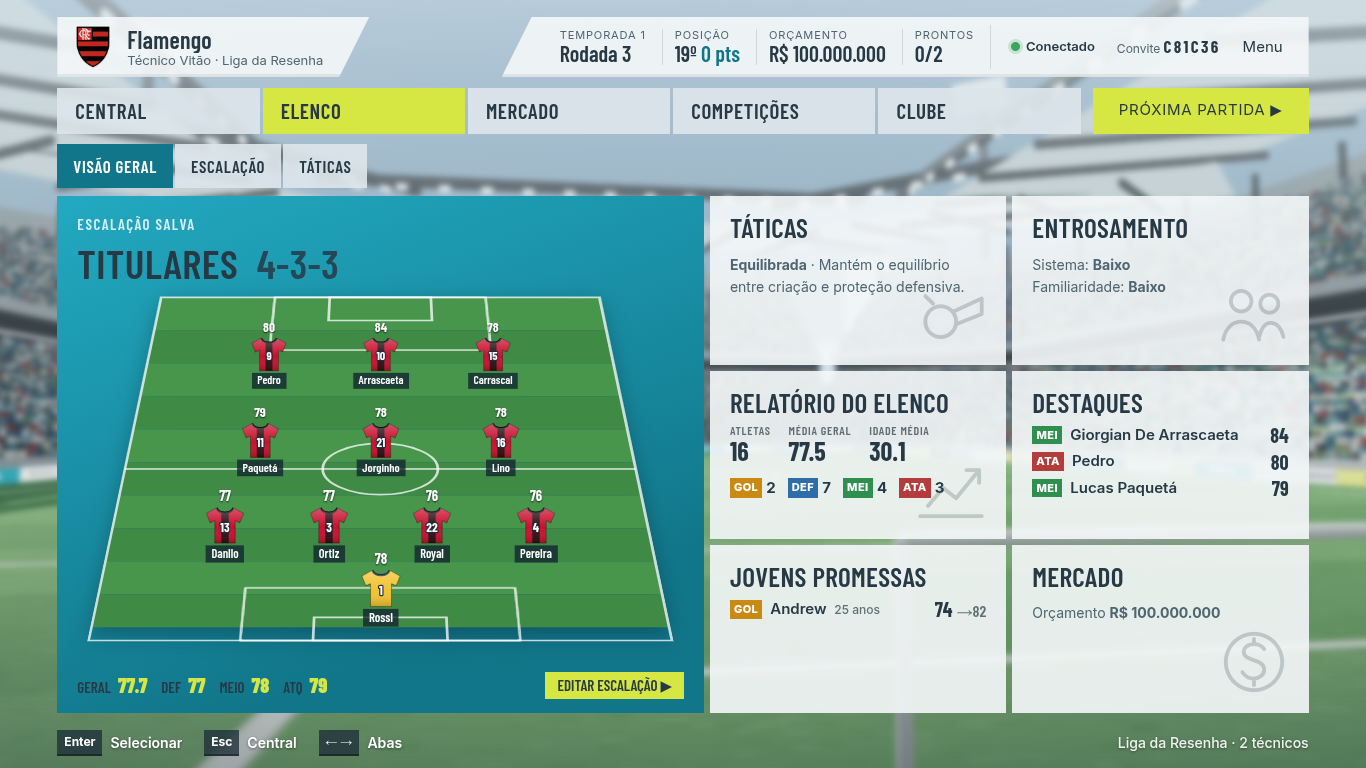 Flamengo
Técnico Vitão · Liga da Resenha
TEMPORADA 1
Rodada 3
POSIÇÃO
19º 0 pts
ORÇAMENTO
R$ 100.000.000
PRONTOS
0/2
Conectado
Convite C81C36
Menu
CENTRAL
ELENCO
MERCADO
COMPETIÇÕES
CLUBE
PRÓXIMA PARTIDA ▶
VISÃO GERAL
ESCALAÇÃO
TÁTICAS
ESCALAÇÃO SALVA
TITULARES 4-3-3
80 84 78
9 10 15
Pedro Arrascaeta Carrascal
79 78 78
11 21 16
Paquetá Jorginho Lino
77 77 76 76
13 3 22 4
Danilo Ortiz Royal Pereira
78
1
Rossi
GERAL 77.7 DEF 77 MEIO 78 ATQ 79
EDITAR ESCALAÇÃO ▶
TÁTICAS
Equilibrada · Mantém o equilíbrio
entre criação e proteção defensiva.
ENTROSAMENTO
Sistema: Baixo
Familiaridade: Baixo
RELATÓRIO DO ELENCO
ATLETAS MÉDIA GERAL IDADE MÉDIA
16 77.5 30.1
GOL 2 DEF 7 MEI 4 ATA 3
DESTAQUES
MEI Giorgian De Arrascaeta 84
ATA Pedro 80
MEI Lucas Paquetá 79
JOVENS PROMESSAS
GOL Andrew 25 anos 74 →82
MERCADO
Orçamento R$ 100.000.000
Enter Selecionar Esc Central ←→ Abas
Liga da Resenha · 2 técnicos